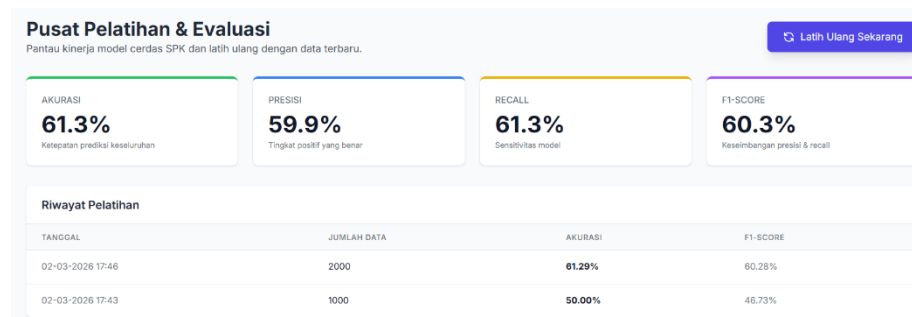 Pusat Pelatihan & Evaluasi
Pantau kinerja model cerdas SPK dan latih ulang dengan data terbaru.
Latih Ulang Sekarang
AKURASI
61.3%
Ketepatan prediksi keseluruhan
PRESISI
59.9%
Tingkat positif yang benar
RECALL
61.3%
Sensitivitas model
F1-SCORE
60.3%
Keseimbangan presisi & recall
Riwayat Pelatihan
TANGGAL JUMLAH DATA AKURASI F1-SCORE
02-03-2026 17:46 2000 61.29% 60.28%
02-03-2026 17:43 1000 50.00% 46.73%